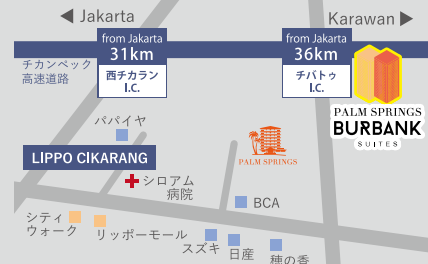 Jakarta
Karawan
from Jakarta
31km
from Jakarta
36km
チカンペック
高速道路
西チカラン
I.C.
チバトゥ
I.C.
PALM SPRINGS
BURBANK
SUITES
パパイヤ
LIPPO CIKARANG
PALM SPRINGS
シロアム
病院
BCA
シティ
ウォーク
リッポーモール
スズキ
日産
穂の香